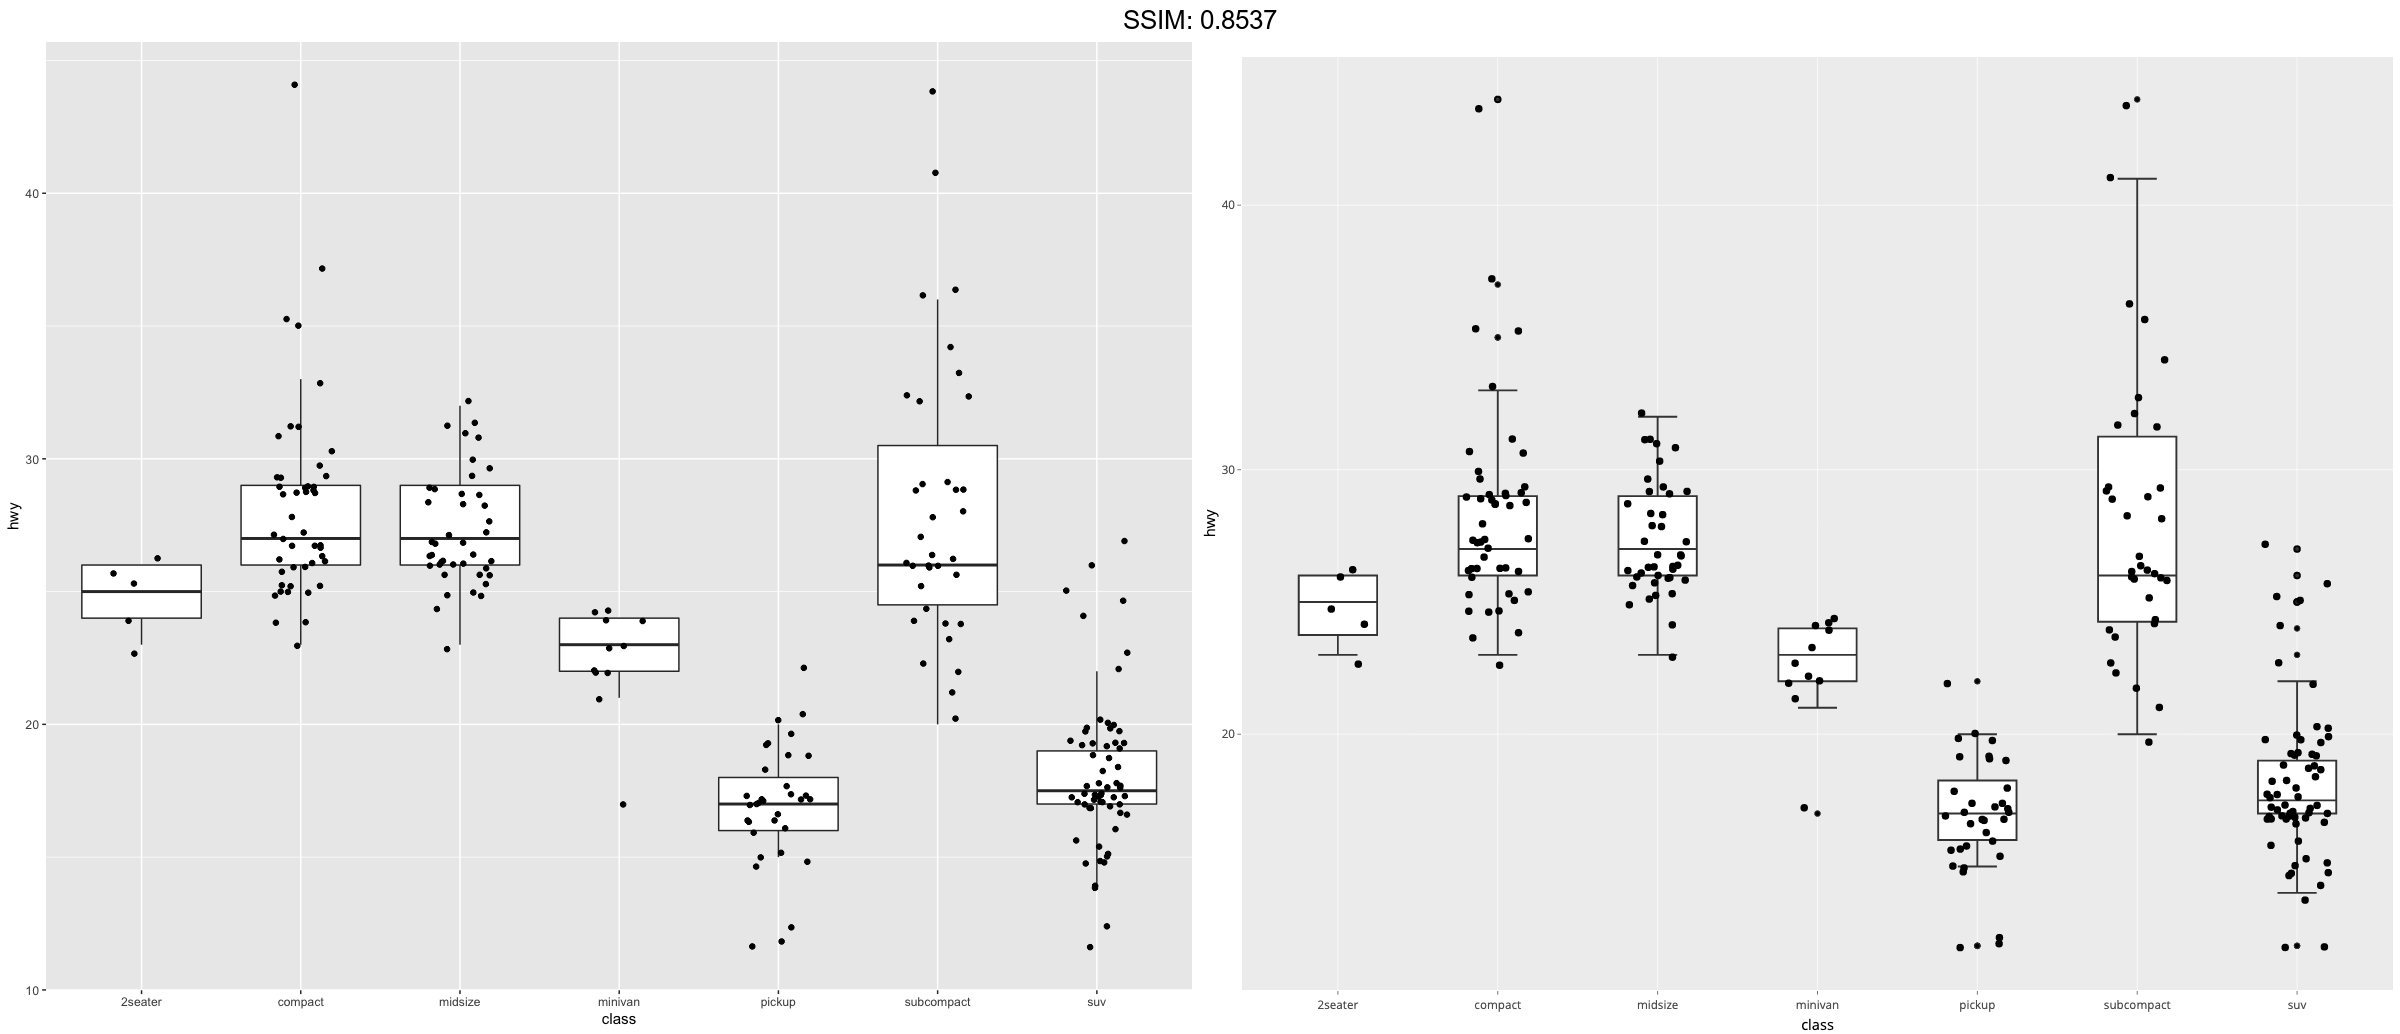 SSIM: 0.8537
hwy
40
30
20
10
2seater compact midsize minivan pickup subcompact suv
class
hwy
40
30
20
2seater compact midsize minivan pickup subcompact suv
class